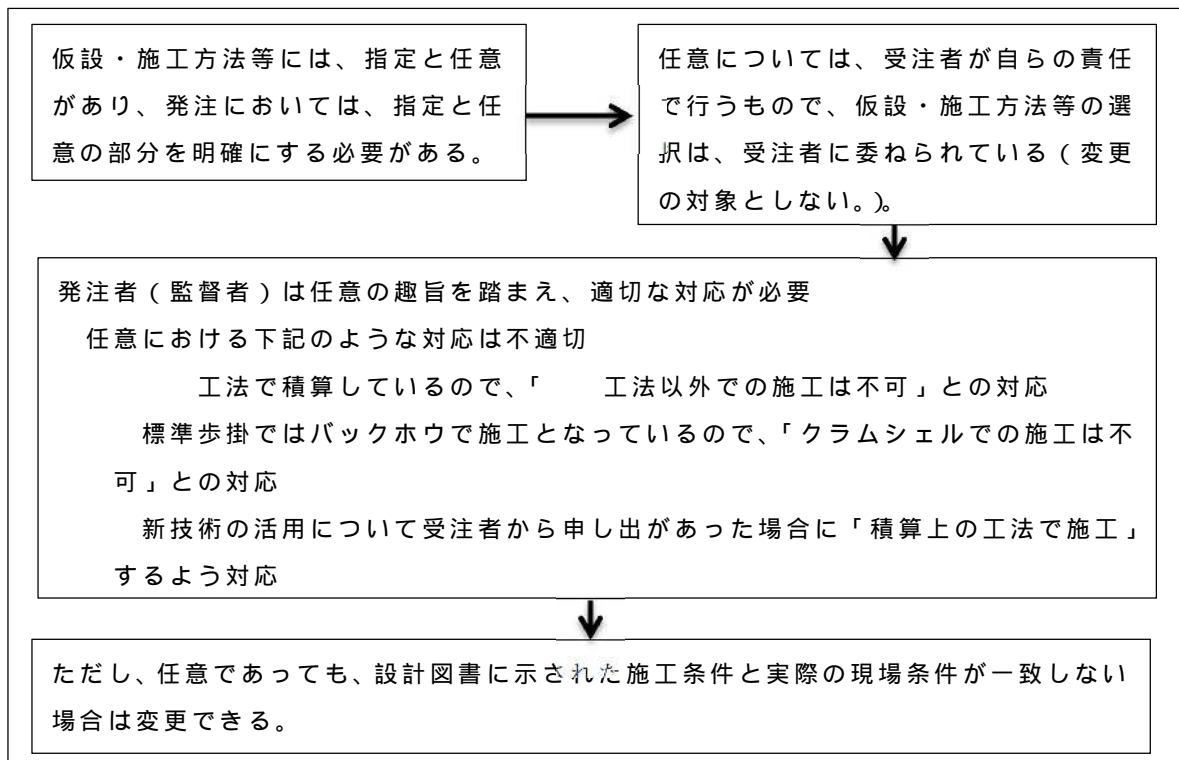 仮設・施工方法等には、指定と任意
があり、発注においては、指定と任
意の部分を明確にする必要がある。
任意については、受注者が自らの責任
で行うもので、仮設・施工方法等の選
択は、受注者に委ねられている（変更
の対象としない。）。
発注者（監督者）は任意の趣旨を踏まえ、適切な対応が必要
任意における下記のような対応は不適切
工法で積算しているので、「　　工法以外での施工は不可」との対応
標準歩掛ではバックホウで施工となっているので、「クラムシェルでの施工は不
可」との対応
新技術の活用について受注者から申し出があった場合に「積算上の工法で施工」
するよう対応
ただし、任意であっても、設計図書に示された施工条件と実際の現場条件が一致しない
場合は変更できる。